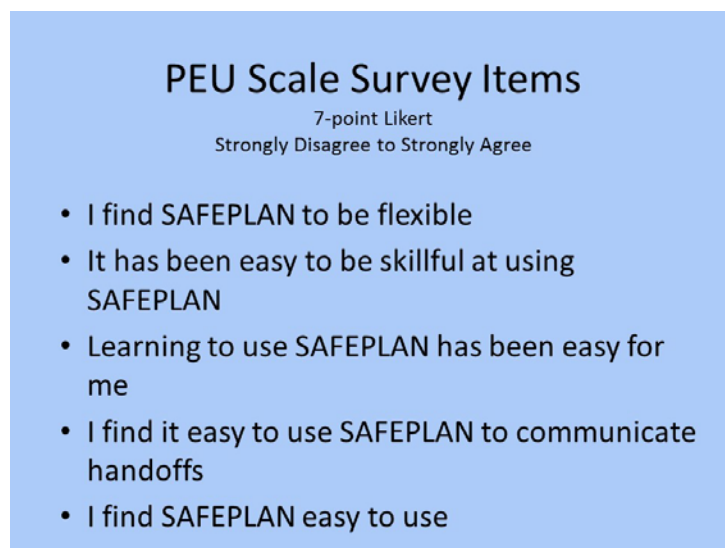 PEU Scale Survey Items
7-point Likert
Strongly Disagree to Strongly Agree
• I find SAFEPLAN to be flexible
• It has been easy to be skillful at using
SAFEPLAN
• Learning to use SAFEPLAN has been easy for
me
• I find it easy to use SAFEPLAN to communicate
handoffs
• I find SAFEPLAN easy to use